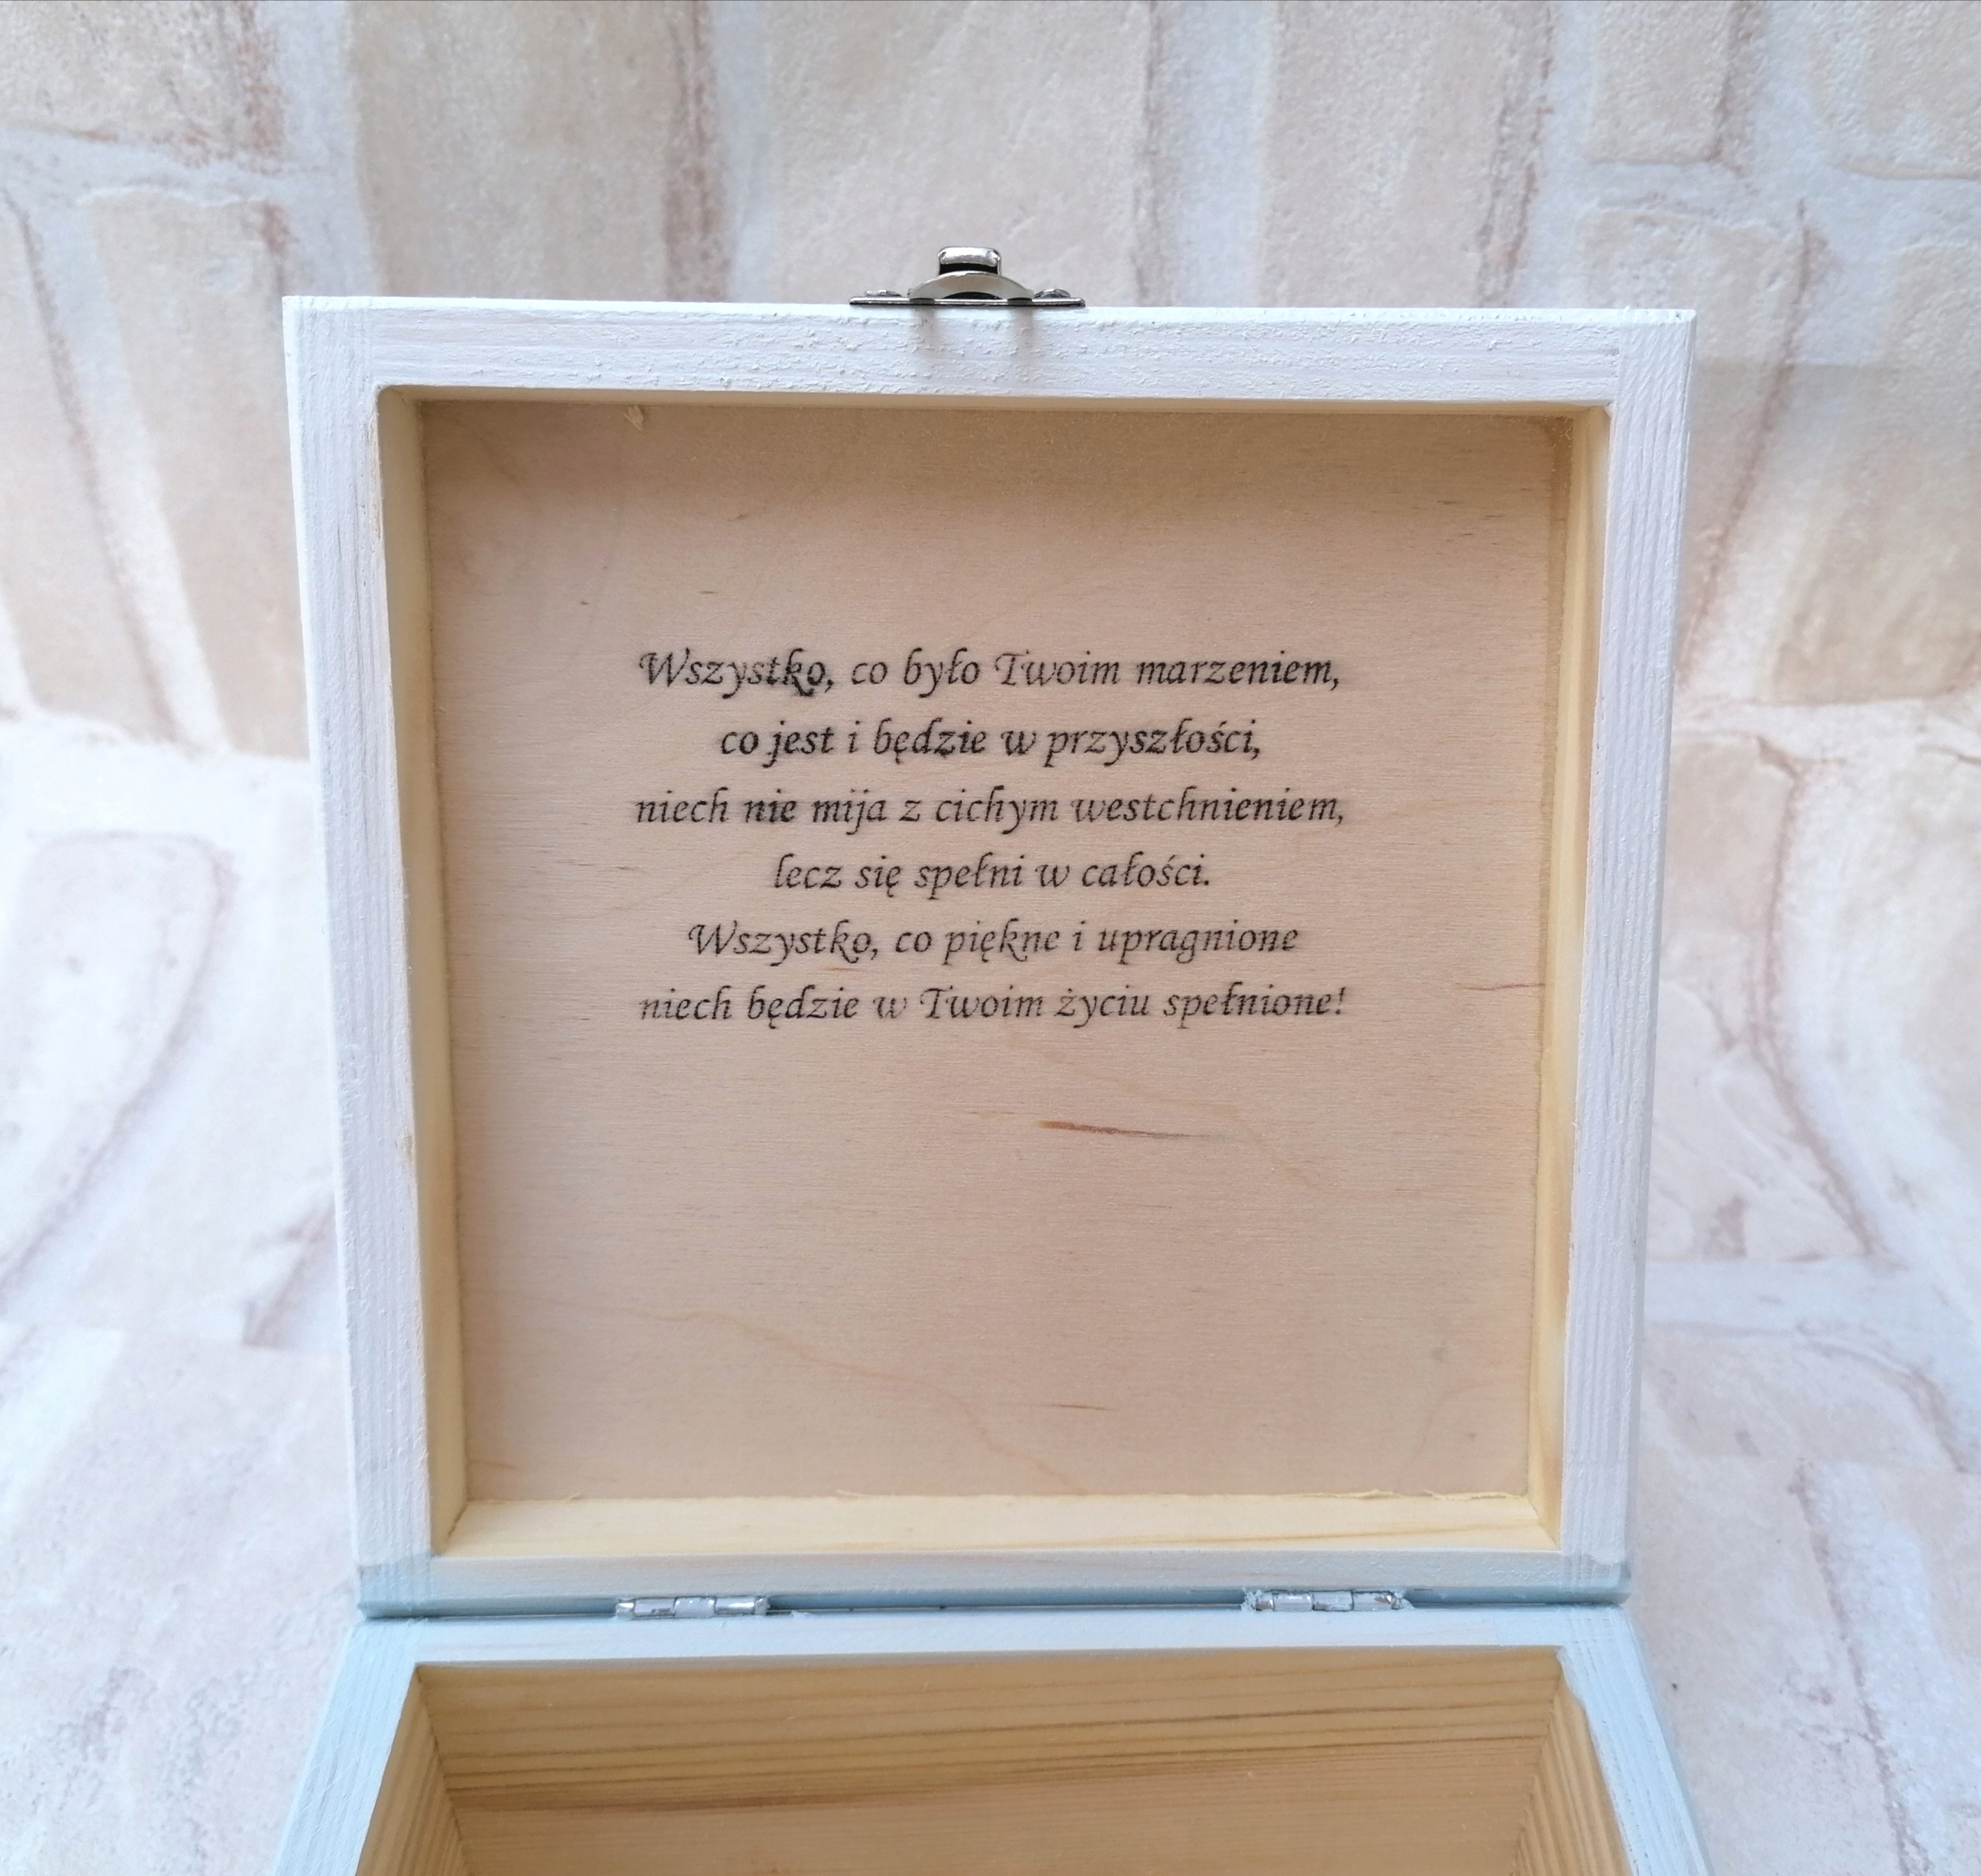 Wszystko, co było Twoim marzeniem,
co jest i będzie w przyszłości,
niech nie mija z cichym westchnieniem,
lecz się spełni w całości.
Wszystko, co piękne i upragnione
niech będzie w Twoim życiu spełnione!